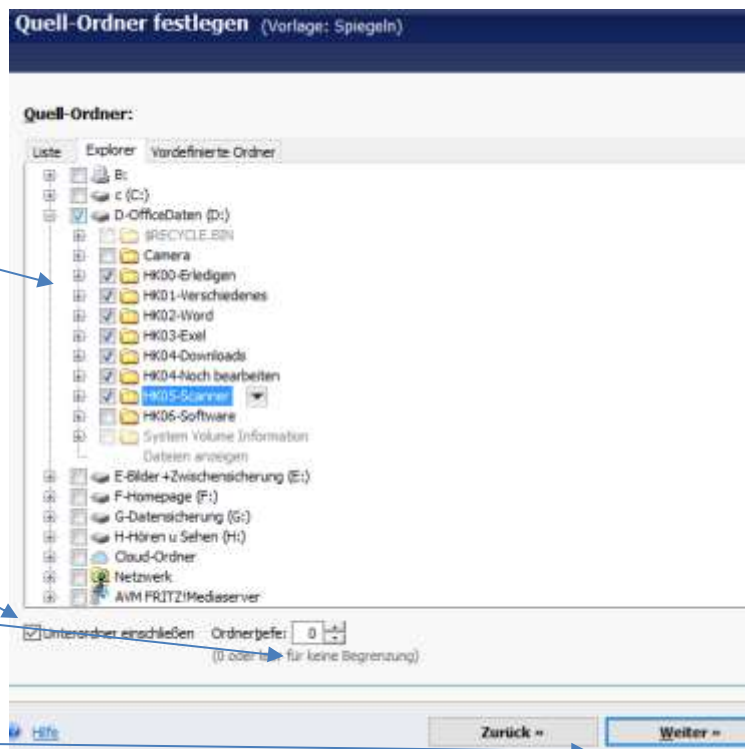 Quell-Ordner festlegen (Vorlage: Spiegeln)
Quell-Ordner:
Liste Explorer Vordefinierte Ordner
B:
c (C:)
D-OfficeDaten (D:)
$RECYCLE.BIN
Camera
HK00-Erledigen
HK01-Verschiedenes
HK02-Word
HK03-Exel
HK04-Downloads
HK04-Noch bearbeiten
HK05-Scanner
HK06-Software
System Volume Information
Dateien anzeigen
E-Bilder +Zwischensicherung (E:)
F-Homepage (F:)
G-Datensicherung (G:)
H-Hören u Sehen (H:)
Cloud-Ordner
Netzwerk
AVM FRITZ!Mediaserver
Unterordner einschließen Ordnertiefe: 0
(0 oder leer für keine Begrenzung)
Hilfe Zurück « Weiter »